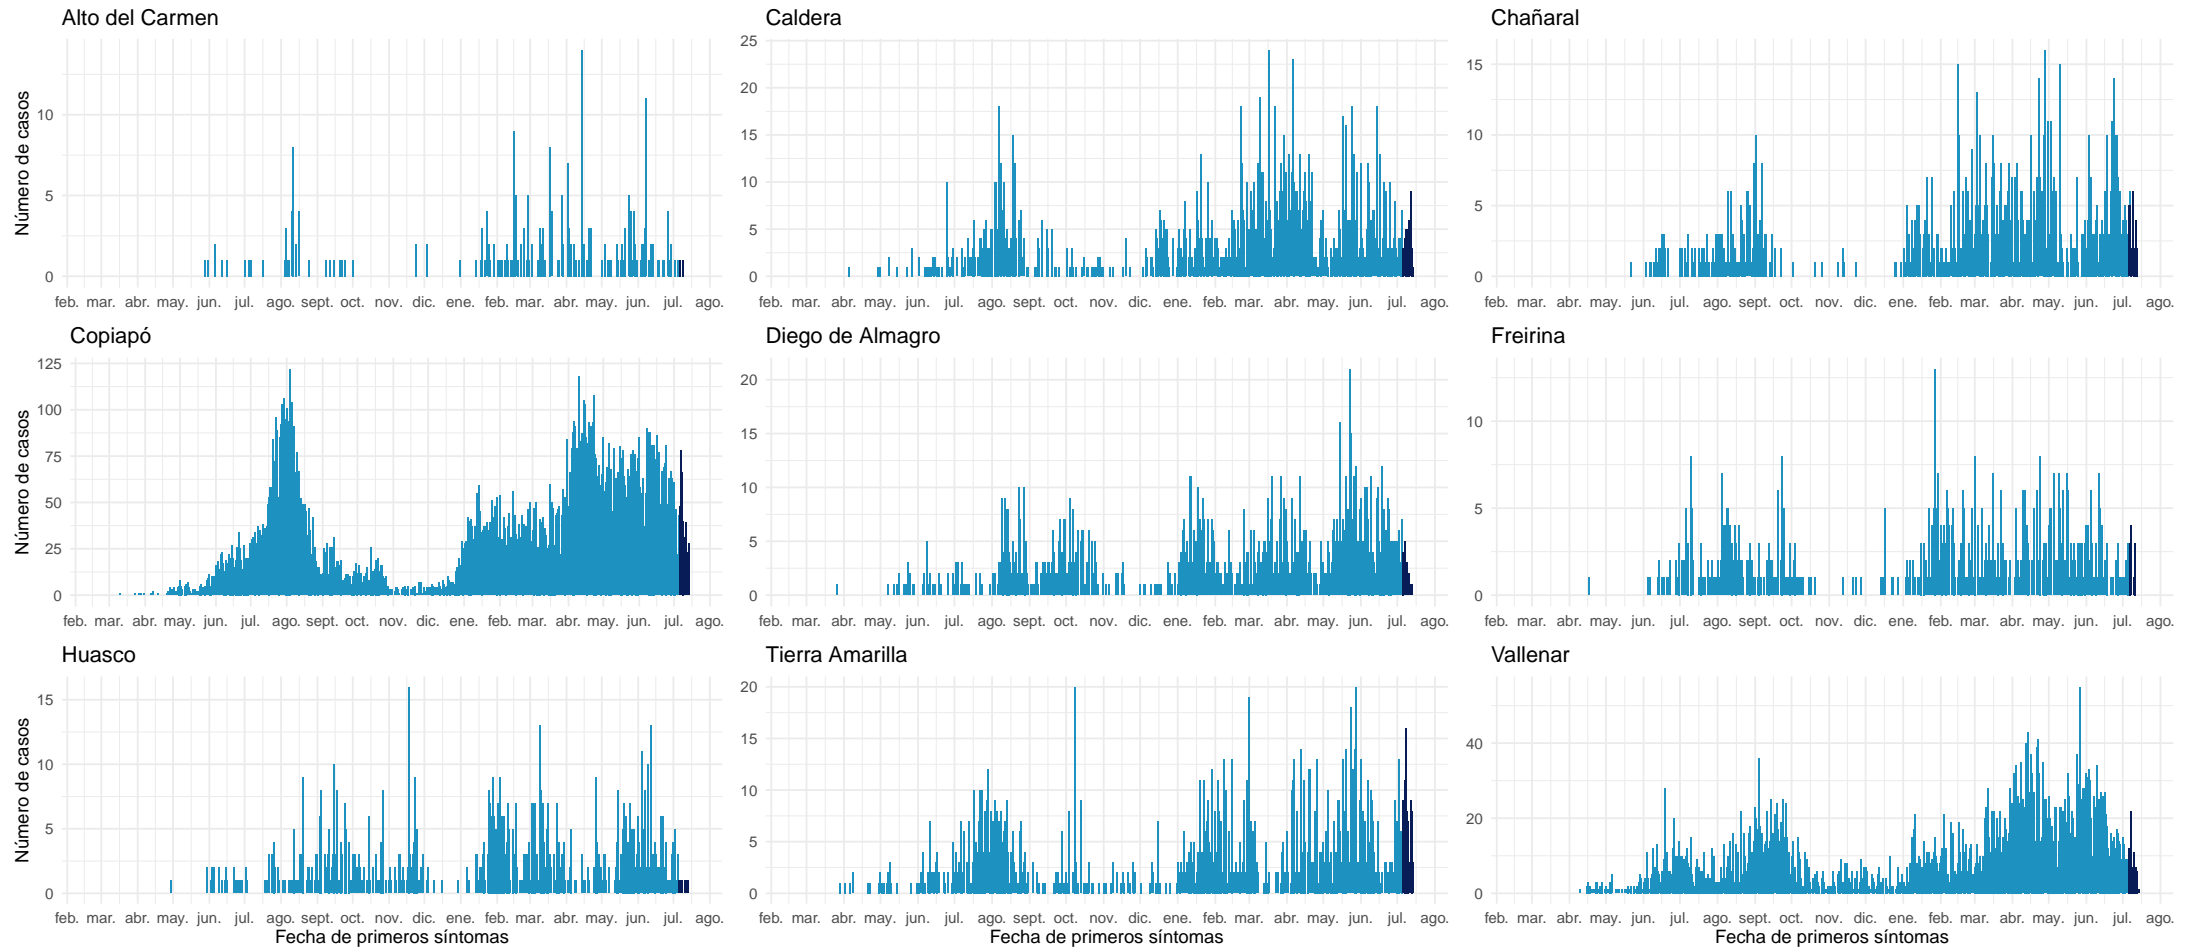 Alto del Carmen
Caldera
Chañaral
Número de casos
10
5
0
25
20
15
10
5
0
15
10
5
0
feb. mar. abr. may. jun. jul. ago. sept. oct. nov. dic. ene. feb. mar. abr. may. jun. jul. ago.
feb. mar. abr. may. jun. jul. ago. sept. oct. nov. dic. ene. feb. mar. abr. may. jun. jul. ago.
feb. mar. abr. may. jun. jul. ago. sept. oct. nov. dic. ene. feb. mar. abr. may. jun. jul. ago.
Copiapó
Diego de Almagro
Freirina
Número de casos
125
100
75
50
25
0
20
15
10
5
0
10
5
0
feb. mar. abr. may. jun. jul. ago. sept. oct. nov. dic. ene. feb. mar. abr. may. jun. jul. ago.
feb. mar. abr. may. jun. jul. ago. sept. oct. nov. dic. ene. feb. mar. abr. may. jun. jul. ago.
feb. mar. abr. may. jun. jul. ago. sept. oct. nov. dic. ene. feb. mar. abr. may. jun. jul. ago.
Huasco
Tierra Amarilla
Vallenar
Número de casos
15
10
5
0
20
15
10
5
0
40
20
0
feb. mar. abr. may. jun. jul. ago. sept. oct. nov. dic. ene. feb. mar. abr. may. jun. jul. ago.
feb. mar. abr. may. jun. jul. ago. sept. oct. nov. dic. ene. feb. mar. abr. may. jun. jul. ago.
feb. mar. abr. may. jun. jul. ago. sept. oct. nov. dic. ene. feb. mar. abr. may. jun. jul. ago.
Fecha de primeros síntomas
Fecha de primeros síntomas
Fecha de primeros síntomas